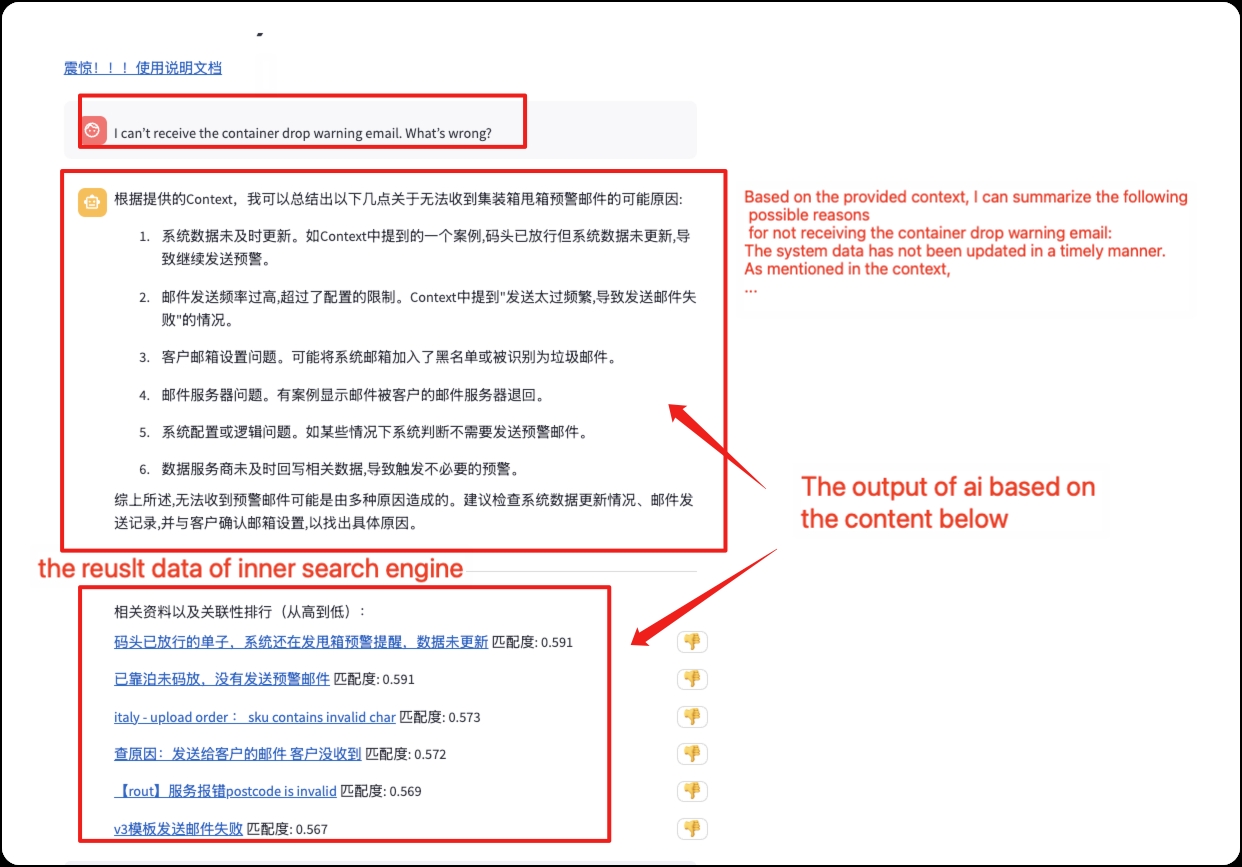 震惊！！！使用说明文档
I can't receive the container drop warning email. What's wrong?
根据提供的Context，我可以总结出以下几点关于无法收到集装箱甩箱预警邮件的可能原因:
1. 系统数据未及时更新。如Context中提到的一个案例,码头已放行但系统数据未更新,导
致继续发送预警。
2. 邮件发送频率过高,超过了配置的限制。Context中提到"发送太过频繁,导致发送邮件失
败"的情况。
3. 客户邮箱设置问题。可能将系统邮箱加入了黑名单或被识别为垃圾邮件。
4. 邮件服务器问题。有案例显示邮件被客户的邮件服务器退回。
5. 系统配置或逻辑问题。如某些情况下系统判断不需要发送预警邮件。
6. 数据服务商未及时回写相关数据,导致触发不必要的预警。
综上所述,无法收到预警邮件可能是由多种原因造成的。建议检查系统数据更新情况、邮件发
送记录,并与客户确认邮箱设置,以找出具体原因。
Based on the provided context, I can summarize the following
possible reasons
for not receiving the container drop warning email:
The system data has not been updated in a timely manner.
As mentioned in the context,
...
The output of ai based on
the content below
the reuslt data of inner search engine
相关资料以及关联性排行（从高到低）:
码头已放行的单子，系统还在发甩箱预警提醒，数据未更新 匹配度: 0.591
已靠泊未码放，没有发送预警邮件 匹配度: 0.591
italy - upload order： sku contains invalid char 匹配度: 0.573
查原因：发送给客户的邮件 客户没收到 匹配度: 0.572
【rout】服务报错postcode is invalid 匹配度: 0.569
v3模板发送邮件失败 匹配度: 0.567